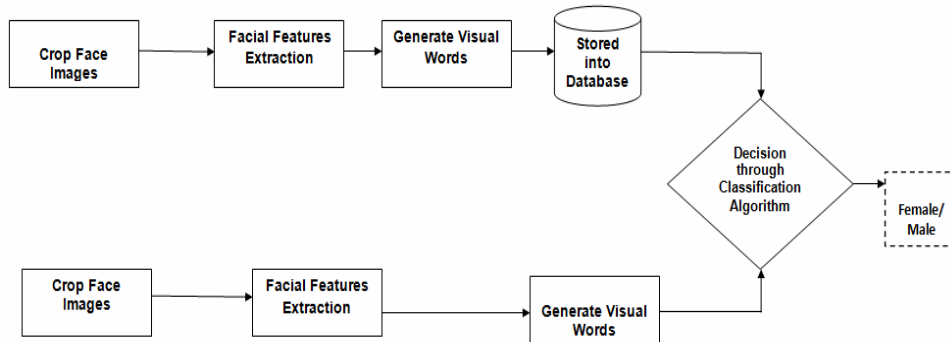 Crop Face
Images
Facial Features
Extraction
Generate Visual
Words
Stored
into
Database
Decision
through
Classification
Algorithm
Female/
Male
Crop Face
Images
Facial Features
Extraction
Generate Visual
Words